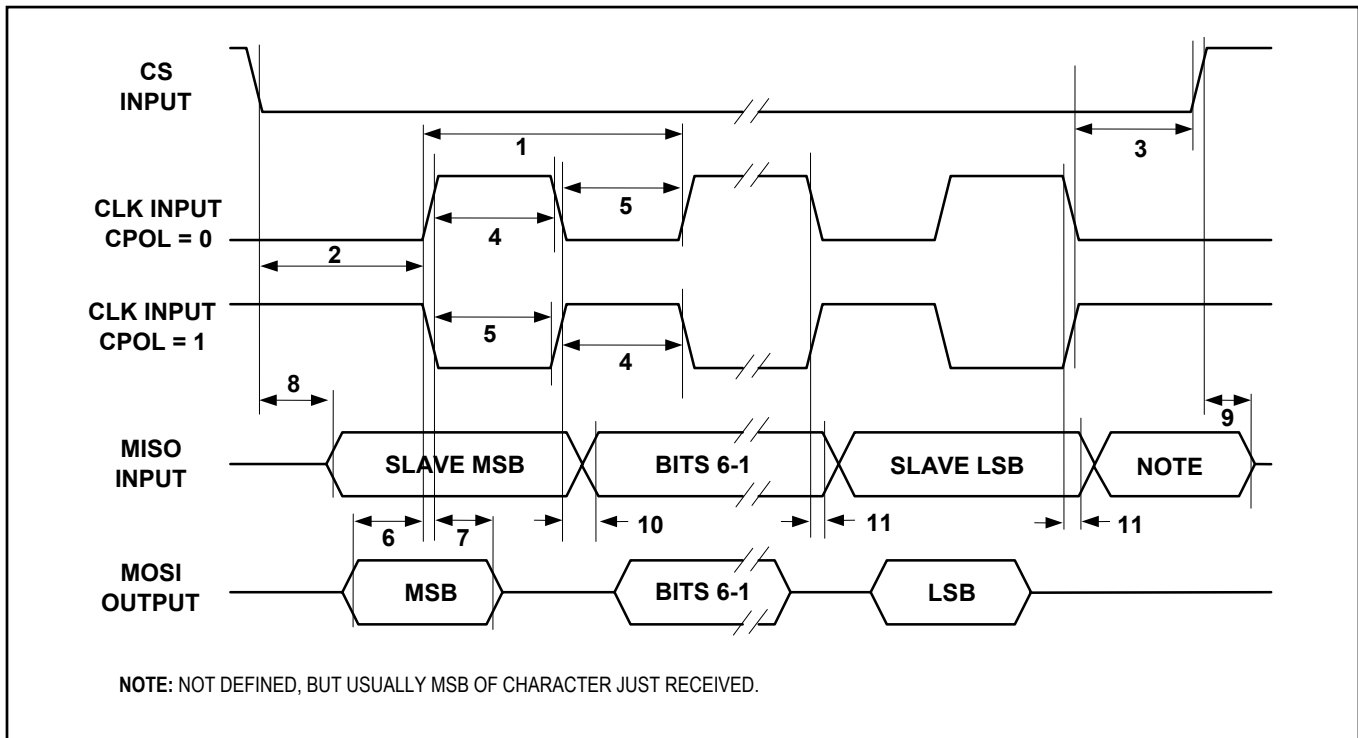 CS
INPUT
1
3
CLK INPUT
CPOL = 0
5
4
2
CLK INPUT
CPOL = 1
5
4
8
9
MISO
INPUT
SLAVE MSB
BITS 6-1
SLAVE LSB
NOTE
6
7
10
11
11
MOSI
OUTPUT
MSB
BITS 6-1
LSB
NOTE: NOT DEFINED, BUT USUALLY MSB OF CHARACTER JUST RECEIVED.